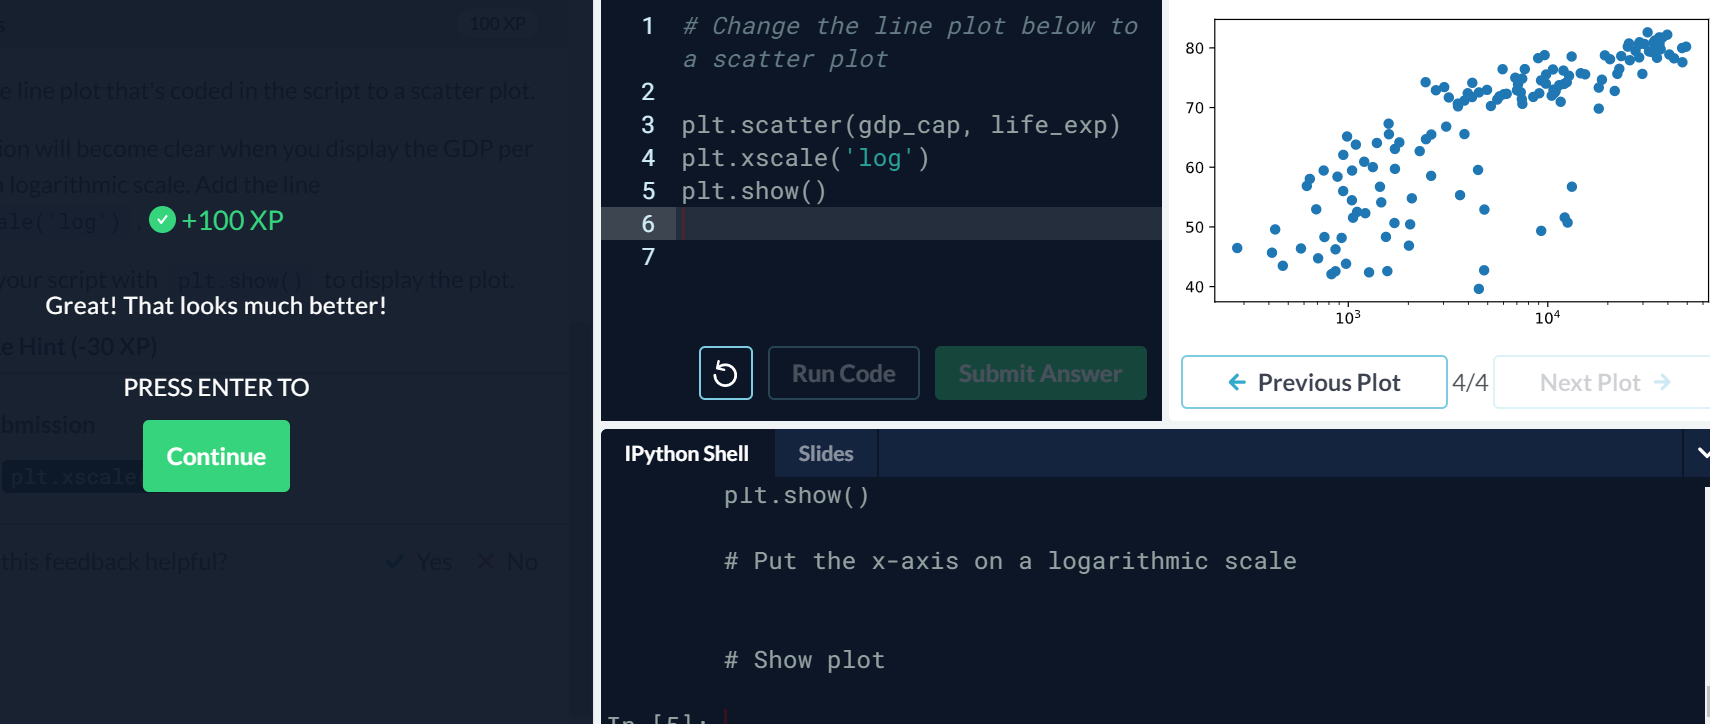 s
100 XP
e line plot that's coded in the script to a scatter plot.
ion will become clear when you display the GDP per
logarithmic scale. Add the line
ale('log') .
+100 XP
your script with plt.show() to display the plot.
Great! That looks much better!
e Hint (-30 XP)
PRESS ENTER TO
bmission
Continue
plt.xscale
this feedback helpful?
Yes
No
1 # Change the line plot below to
a scatter plot
2
3 plt.scatter(gdp_cap, life_exp)
4 plt.xscale('log')
5 plt.show()
6
7
Run Code
Submit Answer
80
70
60
50
40
10³
10⁴
Previous Plot
4/4
Next Plot
IPython Shell
Slides
plt.show()
# Put the x-axis on a logarithmic scale
# Show plot
In [5]: